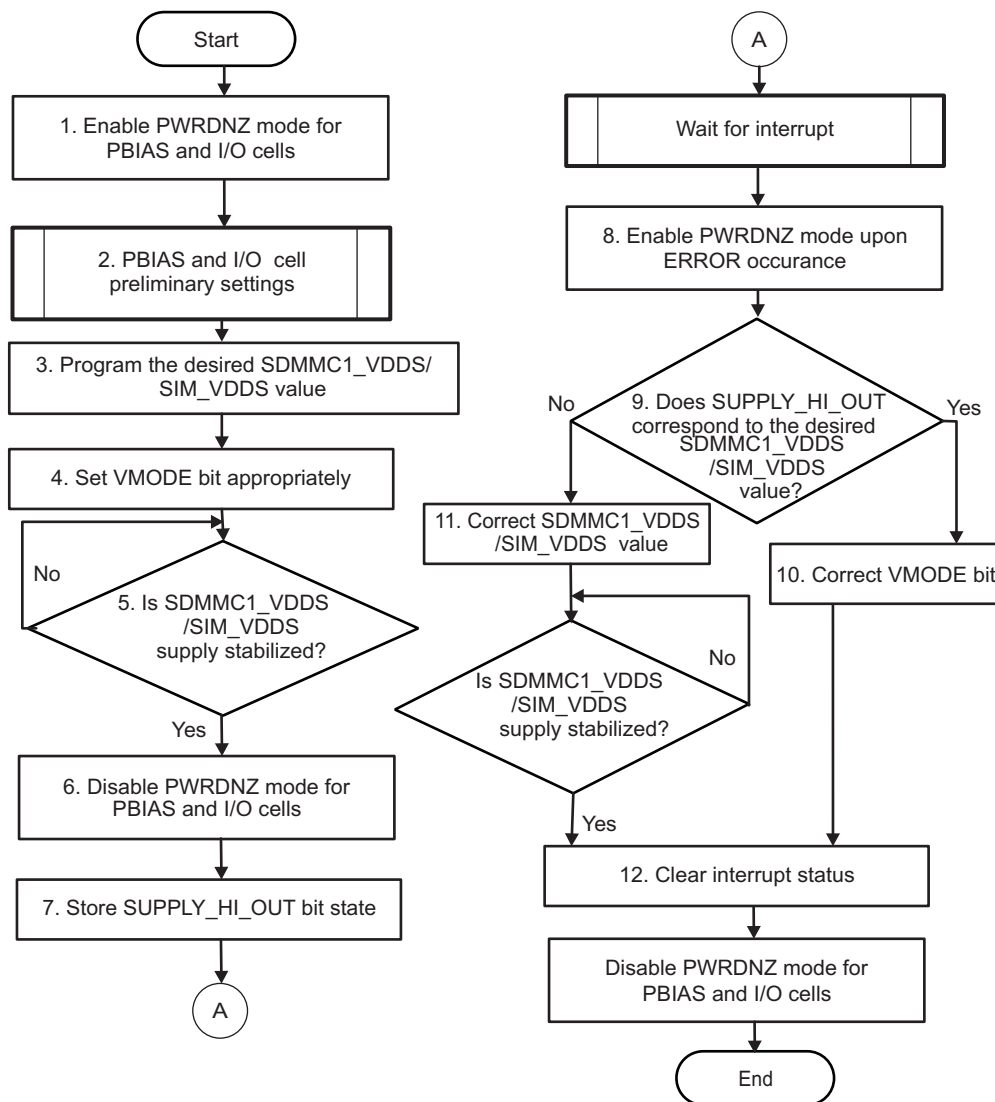 Start
1. Enable PWRDNZ mode for
PBIAS and I/O cells
2. PBIAS and I/O cell
preliminary settings
3. Program the desired SDMMC1_VDDS/
SIM_VDDS value
4. Set VMODE bit appropriately
No
5. Is SDMMC1_VDDS
/SIM_VDDS
supply stabilized?
Yes
6. Disable PWRDNZ mode for
PBIAS and I/O cells
7. Store SUPPLY_HI_OUT bit state
A
A
Wait for interrupt
8. Enable PWRDNZ mode upon
ERROR occurance
No
9. Does SUPPLY_HI_OUT
correspond to the desired
SDMMC1_VDDS
/SIM_VDDS
value?
Yes
11. Correct SDMMC1_VDDS
/SIM_VDDS value
10. Correct VMODE bit
No
Is SDMMC1_VDDS
/SIM_VDDS
supply stabilized?
Yes
12. Clear interrupt status
Disable PWRDNZ mode for
PBIAS and I/O cells
End